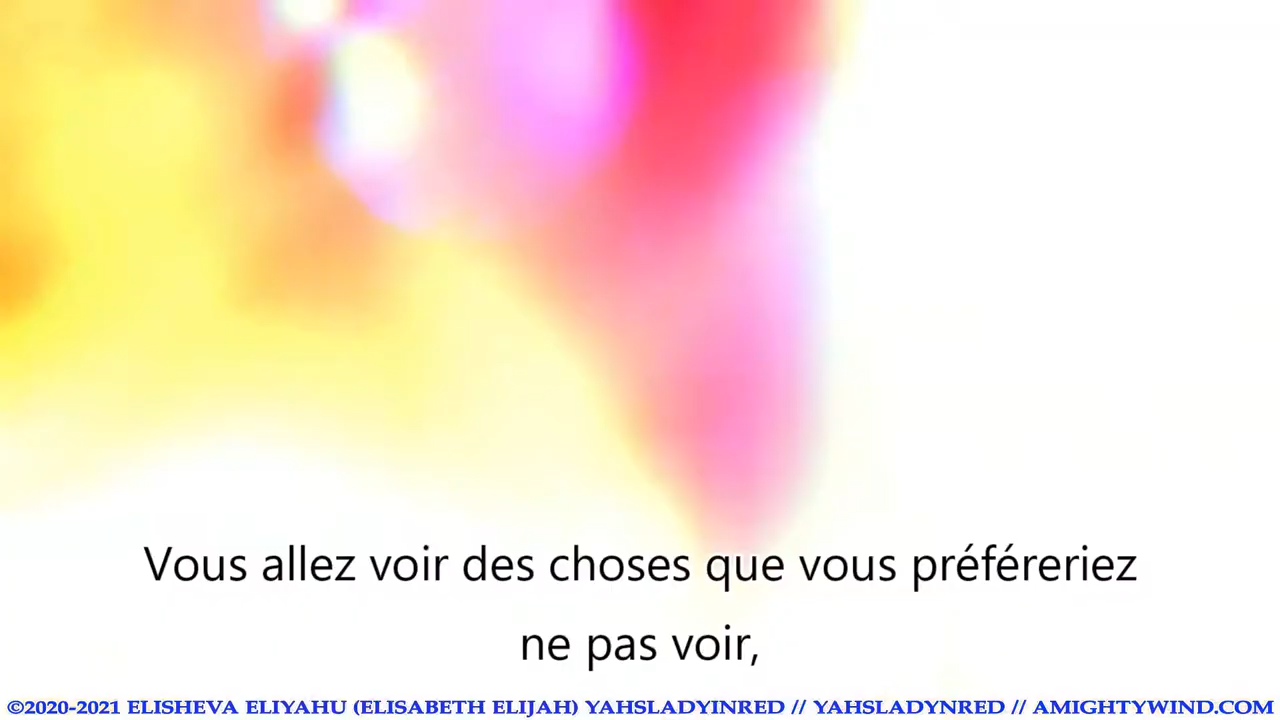 Vous allez voir des choses que vous préféreriez
ne pas voir,
©2020-2021 ELISHEVA ELIYAHU (ELISABETH ELIJAH) YAHSLADYINRED // YAHSLADYNRED // AMIGHTYWIND.COM